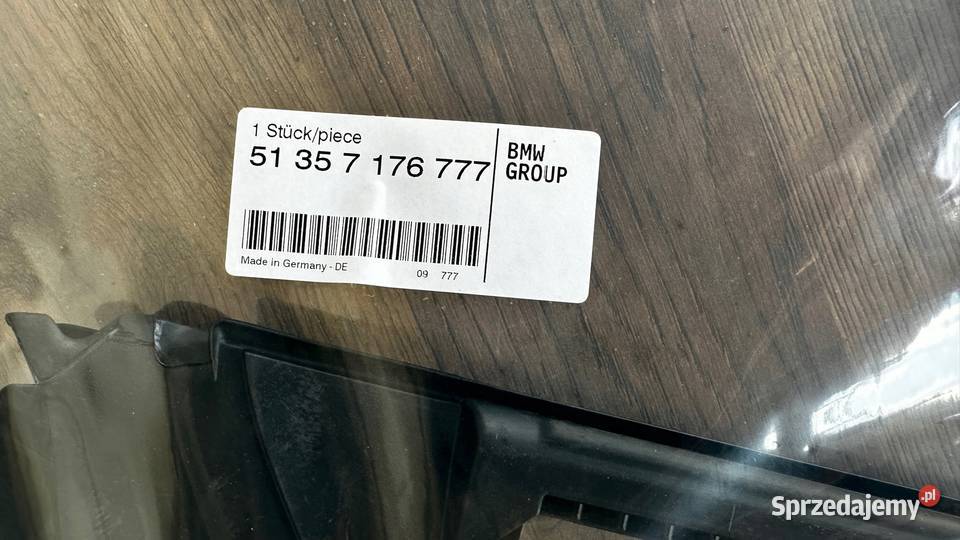 1 Stück/piece
51 35 7 176 777
BMW
GROUP
Made in Germany - DE
09 777
Sprzedajemy.pl